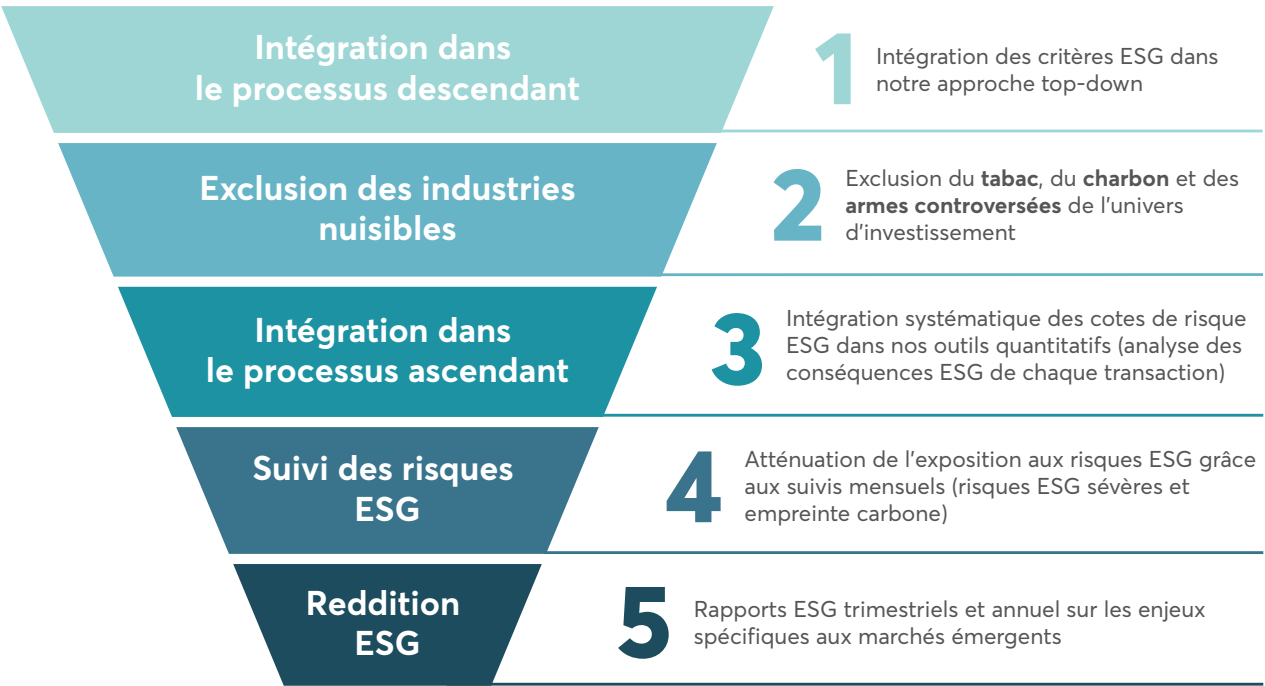 Intégration dans
le processus descendant
1
Intégration des critères ESG dans
notre approche top-down
Exclusion des industries
nuisibles
2
Exclusion du tabac, du charbon et des
armes controversées de l'univers
d'investissement
Intégration dans
le processus ascendant
3
Intégration systématique des cotes de risque
ESG dans nos outils quantitatifs (analyse des
conséquences ESG de chaque transaction)
Suivi des risques
ESG
4
Atténuation de l'exposition aux risques ESG grâce
aux suivis mensuels (risques ESG sévères et
empreinte carbone)
Reddition
ESG
5
Rapports ESG trimestriels et annuel sur les enjeux
spécifiques aux marchés émergents